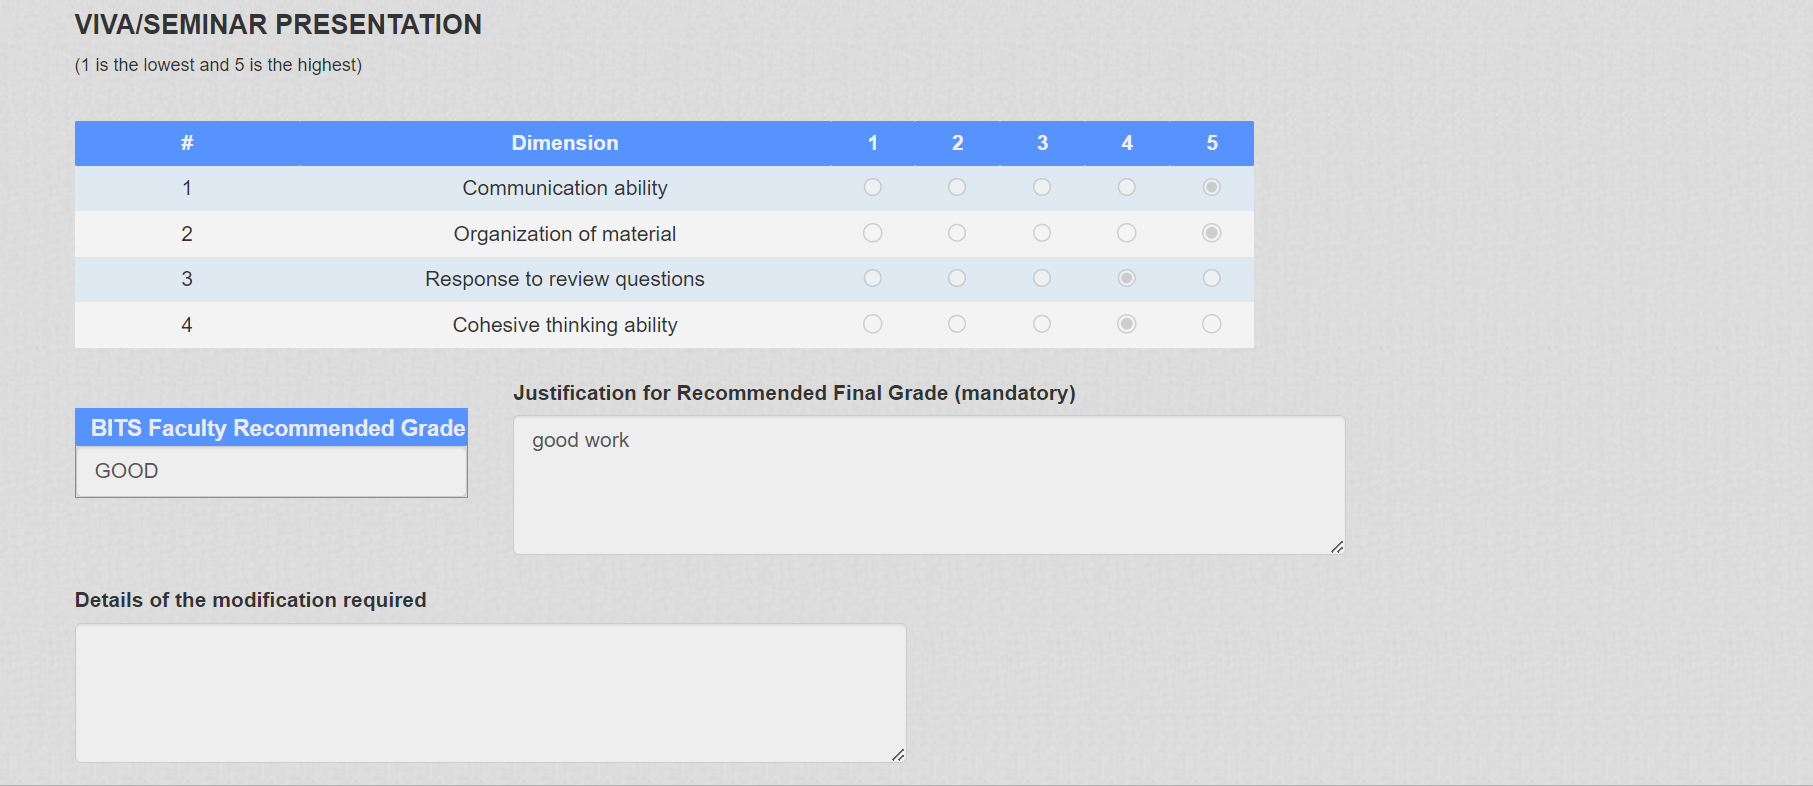 VIVA/SEMINAR PRESENTATION
(1 is the lowest and 5 is the highest)
# Dimension 1 2 3 4 5
1 Communication ability
2 Organization of material
3 Response to review questions
4 Cohesive thinking ability
Justification for Recommended Final Grade (mandatory)
BITS Faculty Recommended Grade
good work
GOOD
Details of the modification required